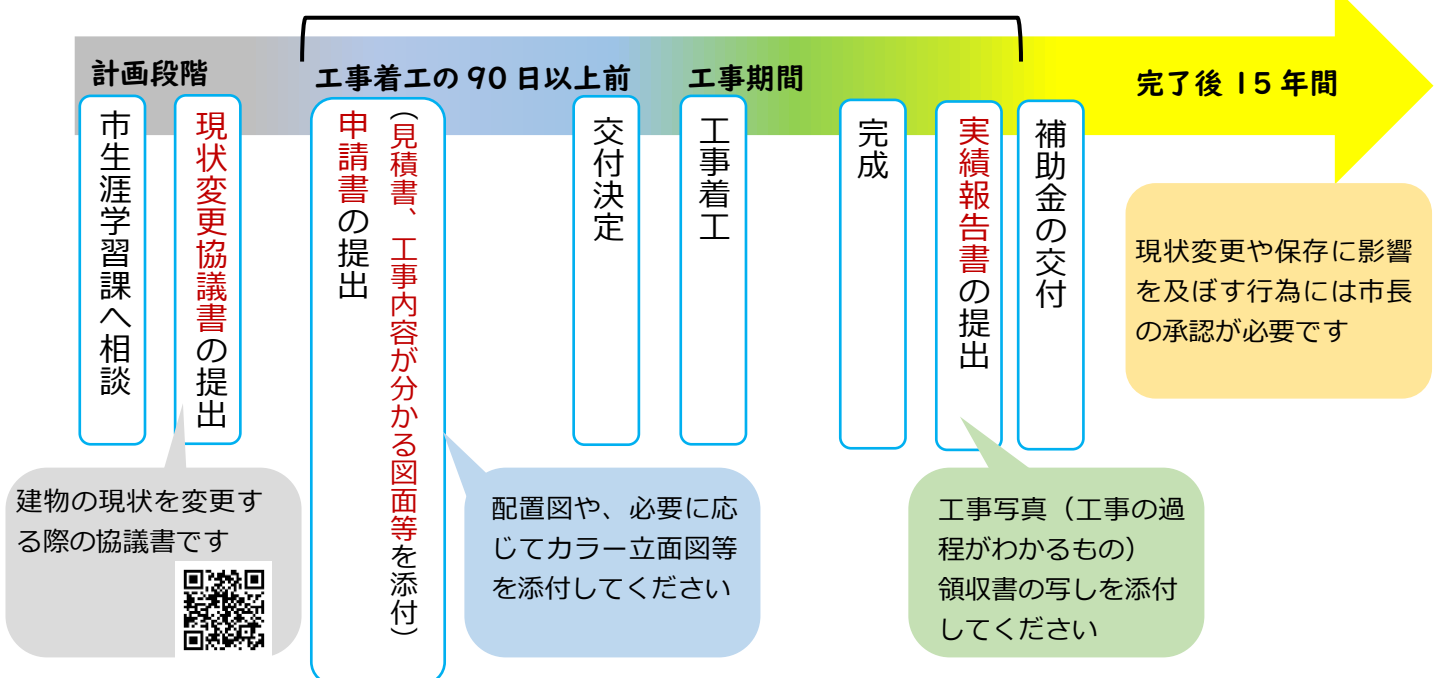 計画段階
工事着工の90日以上前
工事期間
完了後15年間
市生涯学習課へ相談
現状変更協議書の提出
申請書の提出
（見積書、工事内容が分かる図面等を添付）
交付決定
工事着工
完成
実績報告書の提出
補助金の交付
現状変更や保存に影響
を及ぼす行為には市長
の承認が必要です
建物の現状を変更す
る際の協議書です
配置図や、必要に応
じてカラー立面図等
を添付してください
工事写真（工事の過
程がわかるもの）
領収書の写しを添付
してください